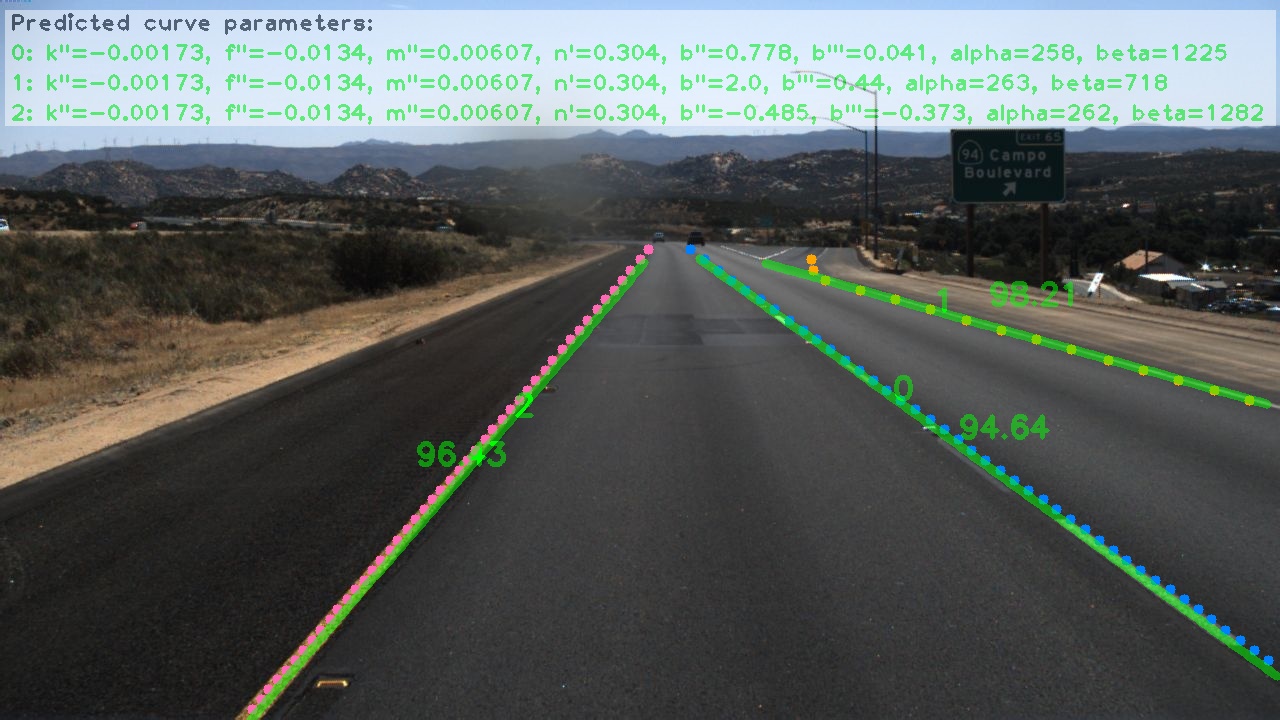 Predicted curve parameters:
0: k''=-0.00173, f''=-0.0134, m''=0.00607, n'=0.304, b''=0.778, b'''=0.041, alpha=258, beta=1225
1: k''=-0.00173, f''=-0.0134, m''=0.00607, n'=0.304, b''=2.0, b'''=0.44, alpha=263, beta=718
2: k''=-0.00173, f''=-0.0134, m''=0.00607, n'=0.304, b''=-0.485, b'''=-0.373, alpha=262, beta=1282
EXIT 65
94 Campo
Boulevard
1 98.21
0
2
94.64
96.43